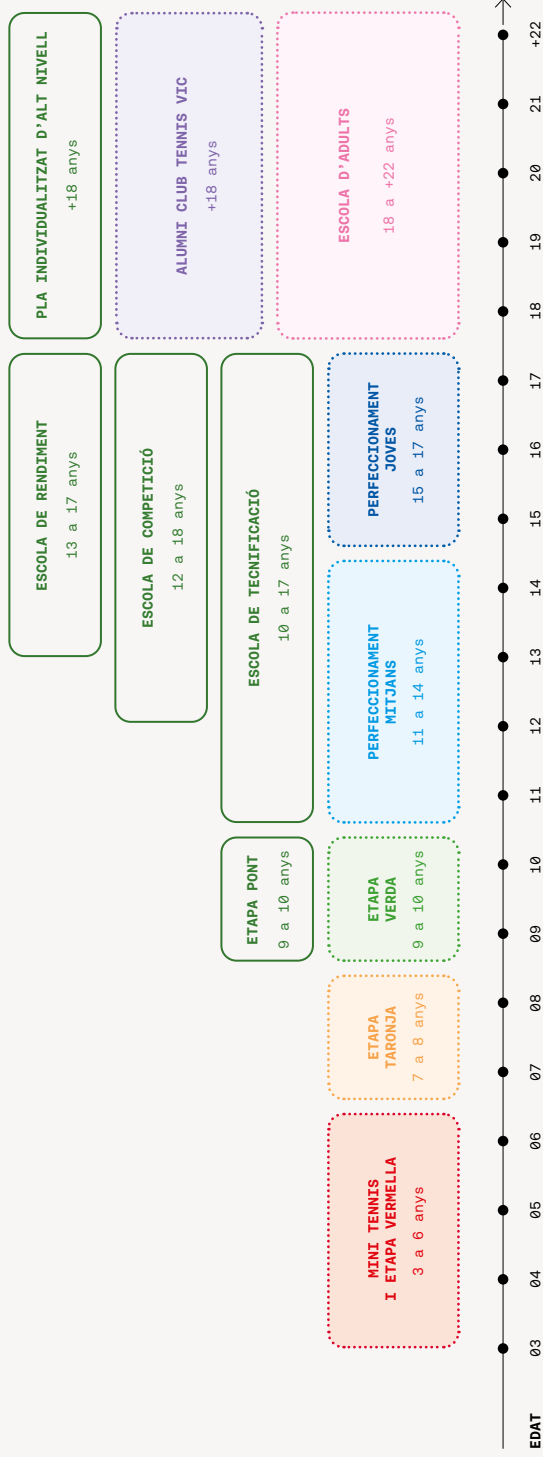 PLA INDIVIDUALITZAT D'ALT NIVELL
+18 anys
ESCOLA DE RENDIMENT
13 a 17 anys
ALUMNI CLUB TENNIS VIC
+18 anys
ESCOLA DE COMPETICIÓ
12 a 18 anys
ESCOLA DE TECNIFICACIÓ
10 a 17 anys
ETAPA PONT
9 a 10 anys
MINI TENNIS
I ETAPA VERMELLA
3 a 6 anys
ETAPA
TARONJA
7 a 8 anys
ETAPA
VERDA
9 a 10 anys
PERFECCIONAMENT
MITJANS
11 a 14 anys
PERFECCIONAMENT
JOVES
15 a 17 anys
ESCOLA D'ADULTS
18 a +22 anys
EDAT
03
04
05
06
07
08
09
10
11
12
13
14
15
16
17
18
19
20
21
+22